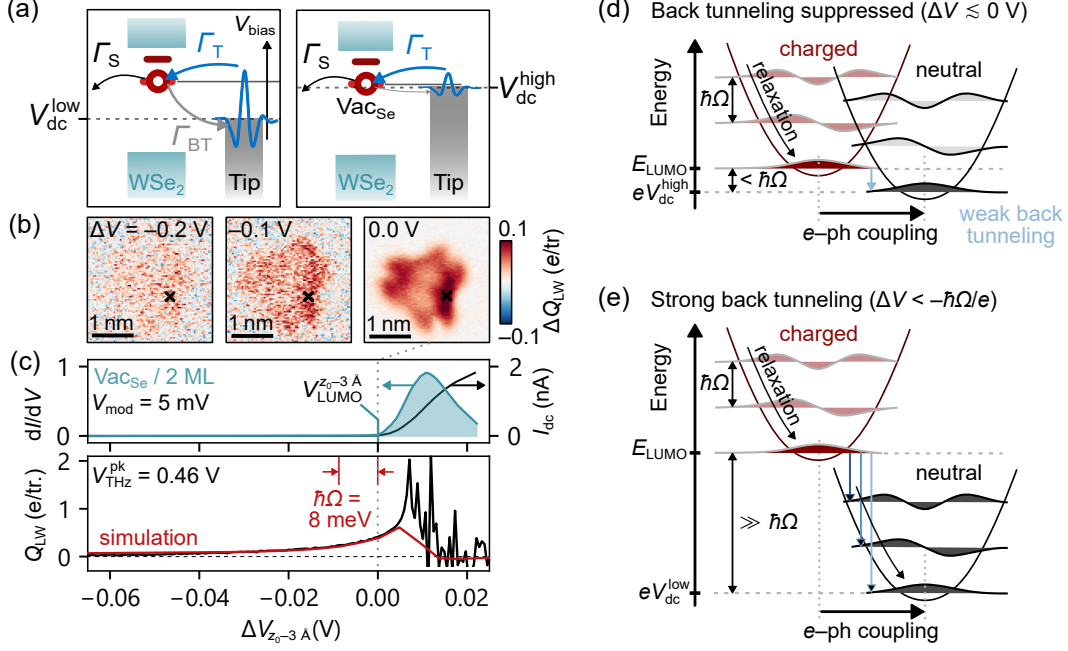 (a)
V_bias
Γ_S
Γ_T
V_dc^low
Γ_BT
WSe₂
Tip
Γ_S
Γ_T
V_dc^high
Vac_Se
WSe₂
Tip
(b)
ΔV = –0.2 V
1 nm
–0.1 V
1 nm
0.0 V
1 nm
0.1
–0.1
ΔQ_LW (e/tr)
(c)
dI/dV
1
0
Vac_Se / 2 ML
V_mod = 5 mV
V_LUMO^z₀–3 Å
2
0
I_dc (nA)
Q_LW (e/tr.)
2
1
0
V_THz^pk = 0.46 V
ħΩ =
8 meV
simulation
–0.06
–0.04
–0.02
0.00
0.02
ΔV_z₀–3 Å (V)
(d) Back tunneling suppressed (ΔV ≲ 0 V)
charged
neutral
Energy
ħΩ
relaxation
E_LUMO
< ħΩ
eV_dc^high
weak back
tunneling
e–ph coupling
(e) Strong back tunneling (ΔV < –ħΩ/e)
charged
Energy
ħΩ
relaxation
E_LUMO
neutral
≫ ħΩ
eV_dc^low
e–ph coupling